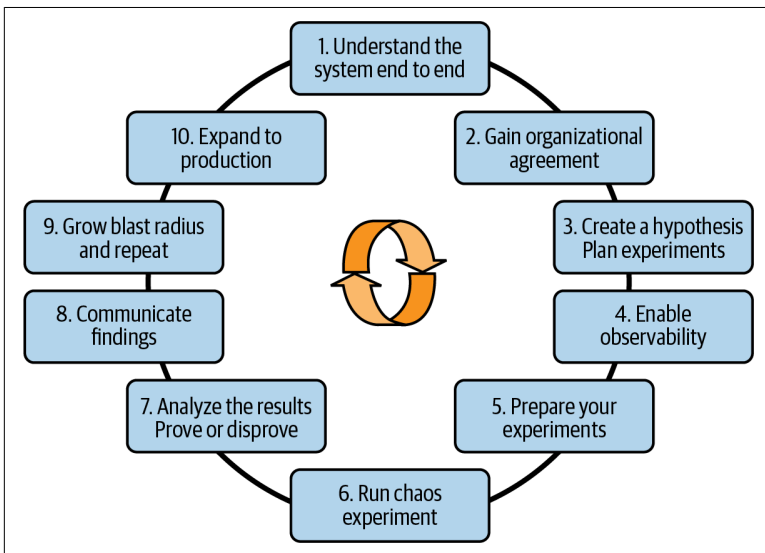 1. Understand the
system end to end
2. Gain organizational
agreement
3. Create a hypothesis
Plan experiments
4. Enable
observability
5. Prepare your
experiments
6. Run chaos
experiment
7. Analyze the results
Prove or disprove
8. Communicate
findings
9. Grow blast radius
and repeat
10. Expand to
production